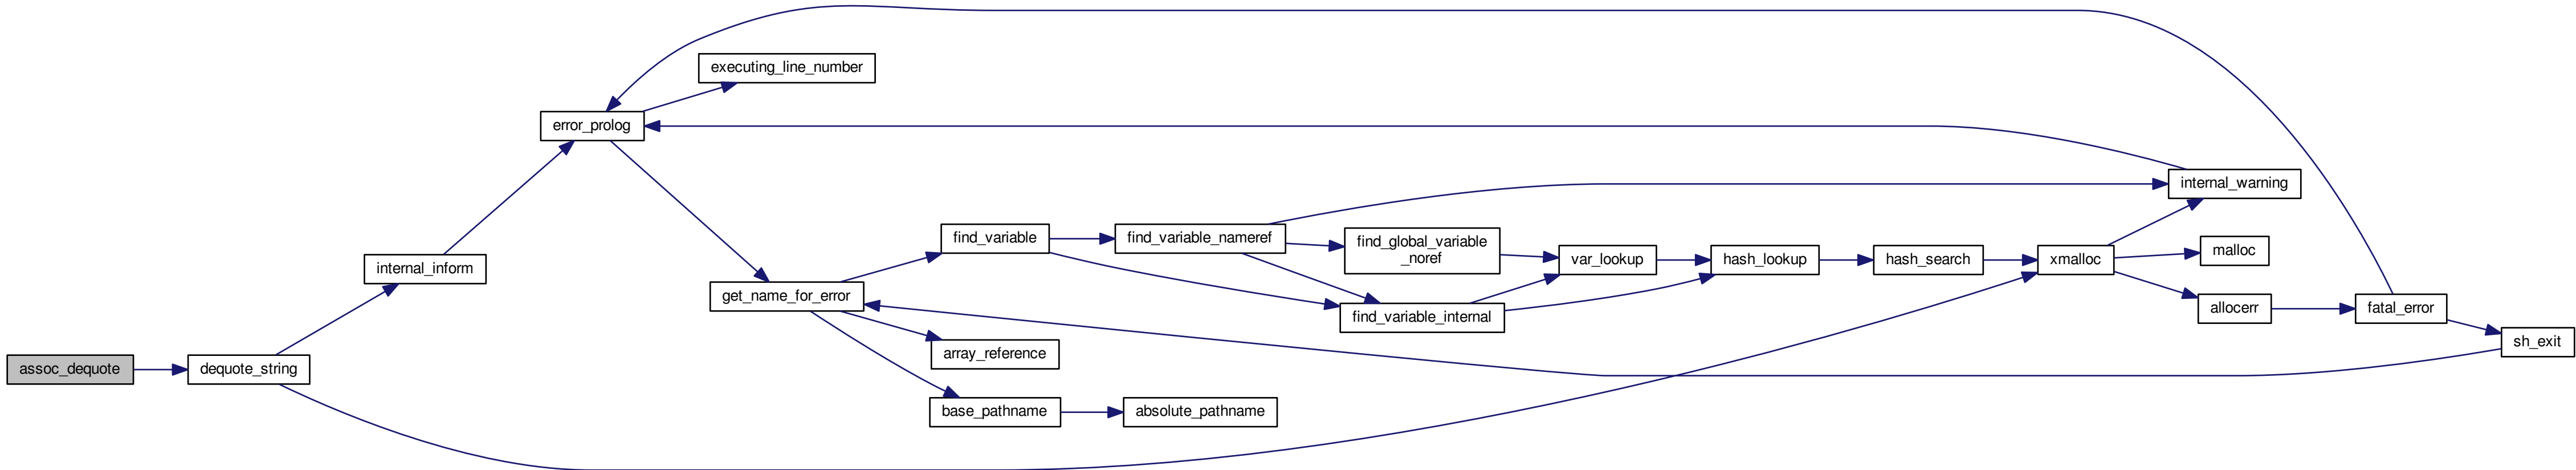 executing_line_number
error_prolog
internal_warning
find_variable
find_variable_nameref
find_global_variable
_noref
var_lookup
hash_lookup
hash_search
xmalloc
malloc
internal_inform
get_name_for_error
find_variable_internal
allocerr
fatal_error
sh_exit
array_reference
assoc_dequote
dequote_string
base_pathname
absolute_pathname